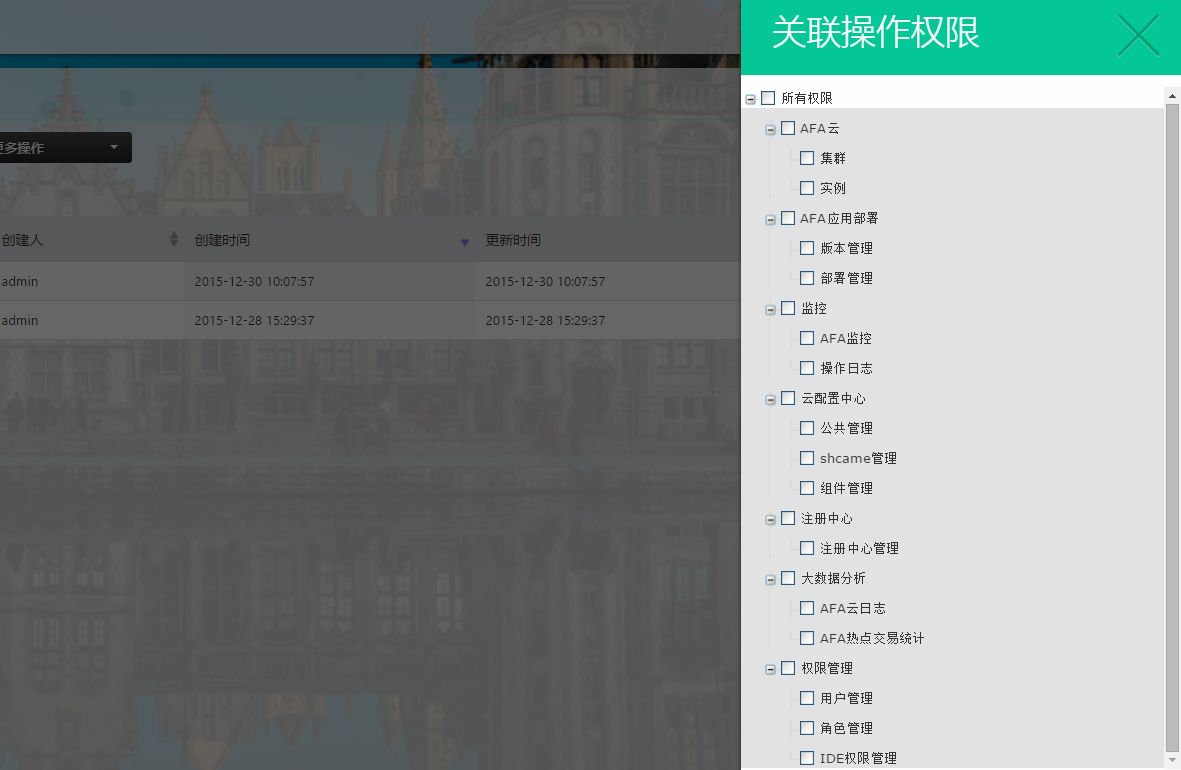 关联操作权限
更多操作
创建人 创建时间 更新时间
admin 2015-12-30 10:07:57 2015-12-30 10:07:57
admin 2015-12-28 15:29:37 2015-12-28 15:29:37
所有权限
AFA云
集群
实例
AFA应用部署
版本管理
部署管理
监控
AFA监控
操作日志
云配置中心
公共管理
shcame管理
组件管理
注册中心
注册中心管理
大数据分析
AFA云日志
AFA热点交易统计
权限管理
用户管理
角色管理
IDE权限管理